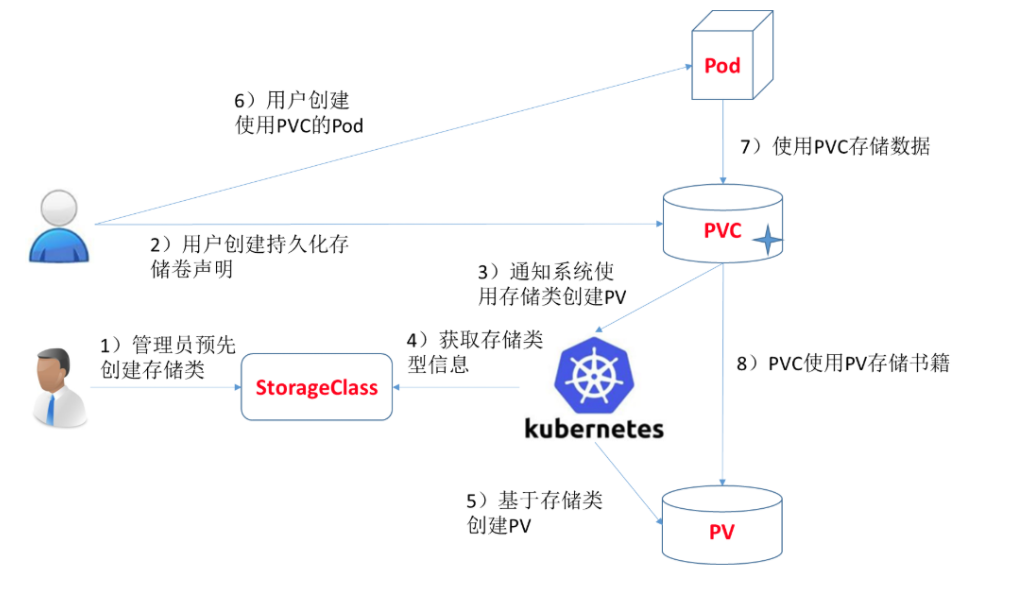 Pod
6）用户创建
使用PVC的Pod
7）使用PVC存储数据
PVC
2）用户创建持久化存
储卷声明
3）通知系统使
用存储类创建PV
1）管理员预先
创建存储类
4）获取存储类
型信息
8）PVC使用PV存储书籍
StorageClass
kubernetes
5）基于存储类
创建PV
PV